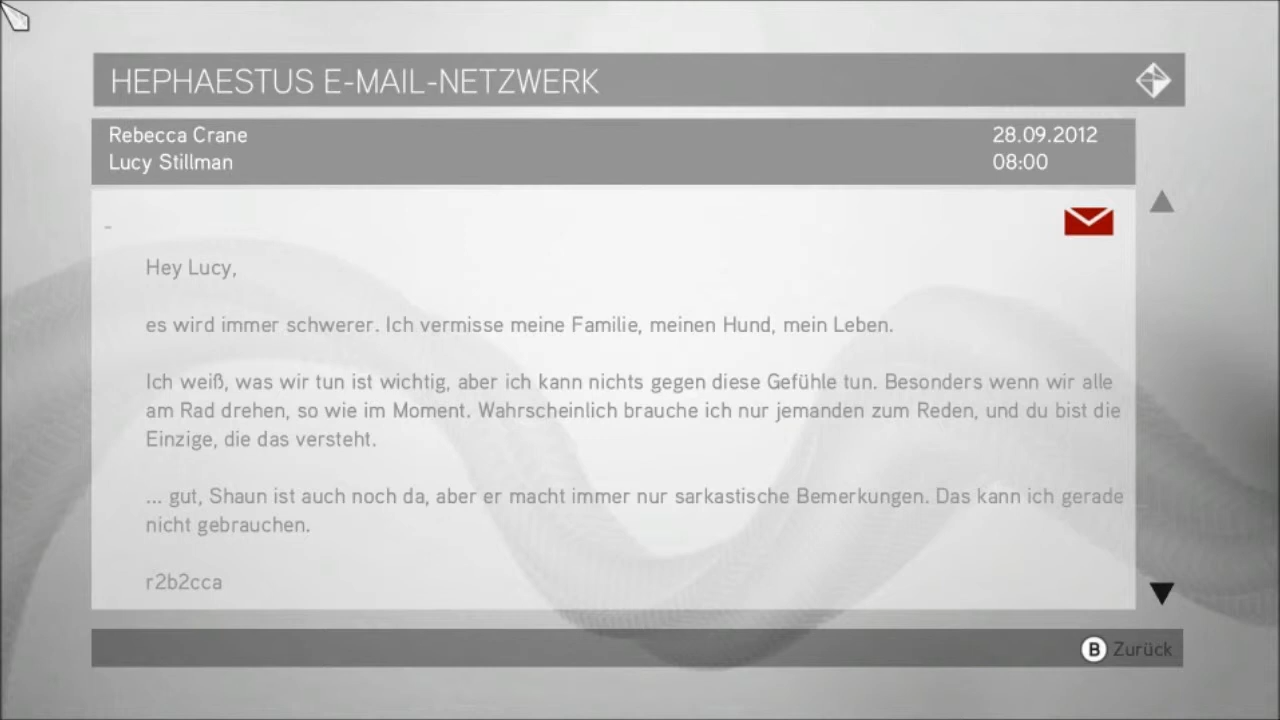 HEPHAESTUS E-MAIL-NETZWERK
Rebecca Crane
28.09.2012
Lucy Stillman
08:00
-
Hey Lucy,
es wird immer schwerer. Ich vermisse meine Familie, meinen Hund, mein Leben.
Ich weiß, was wir tun ist wichtig, aber ich kann nichts gegen diese Gefühle tun. Besonders wenn wir alle
am Rad drehen, so wie im Moment. Wahrscheinlich brauche ich nur jemanden zum Reden, und du bist die
Einzige, die das versteht.
... gut, Shaun ist auch noch da, aber er macht immer nur sarkastische Bemerkungen. Das kann ich gerade
nicht gebrauchen.
r2b2cca
B Zurück